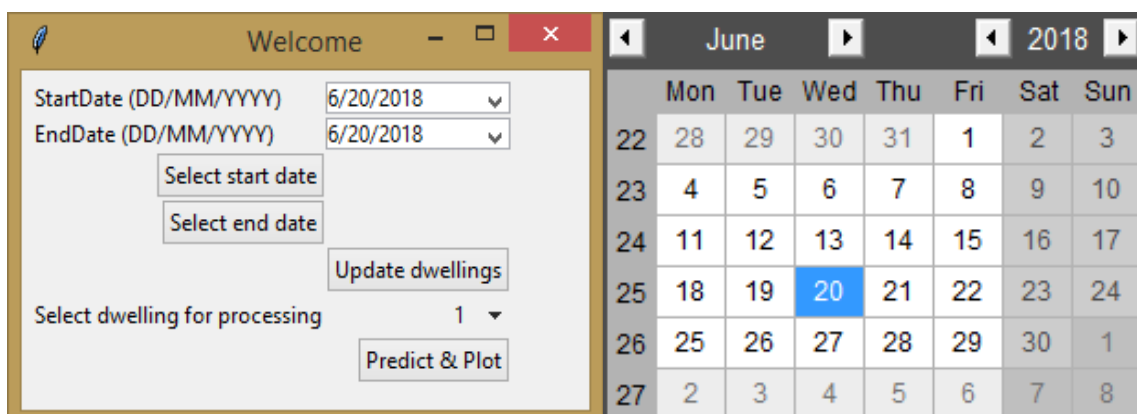 Welcome
StartDate (DD/MM/YYYY) 6/20/2018
EndDate (DD/MM/YYYY) 6/20/2018
Select start date
Select end date
Update dwellings
Select dwelling for processing 1
Predict & Plot
June 2018
Mon Tue Wed Thu Fri Sat Sun
22 28 29 30 31 1 2 3
23 4 5 6 7 8 9 10
24 11 12 13 14 15 16 17
25 18 19 20 21 22 23 24
26 25 26 27 28 29 30 1
27 2 3 4 5 6 7 8